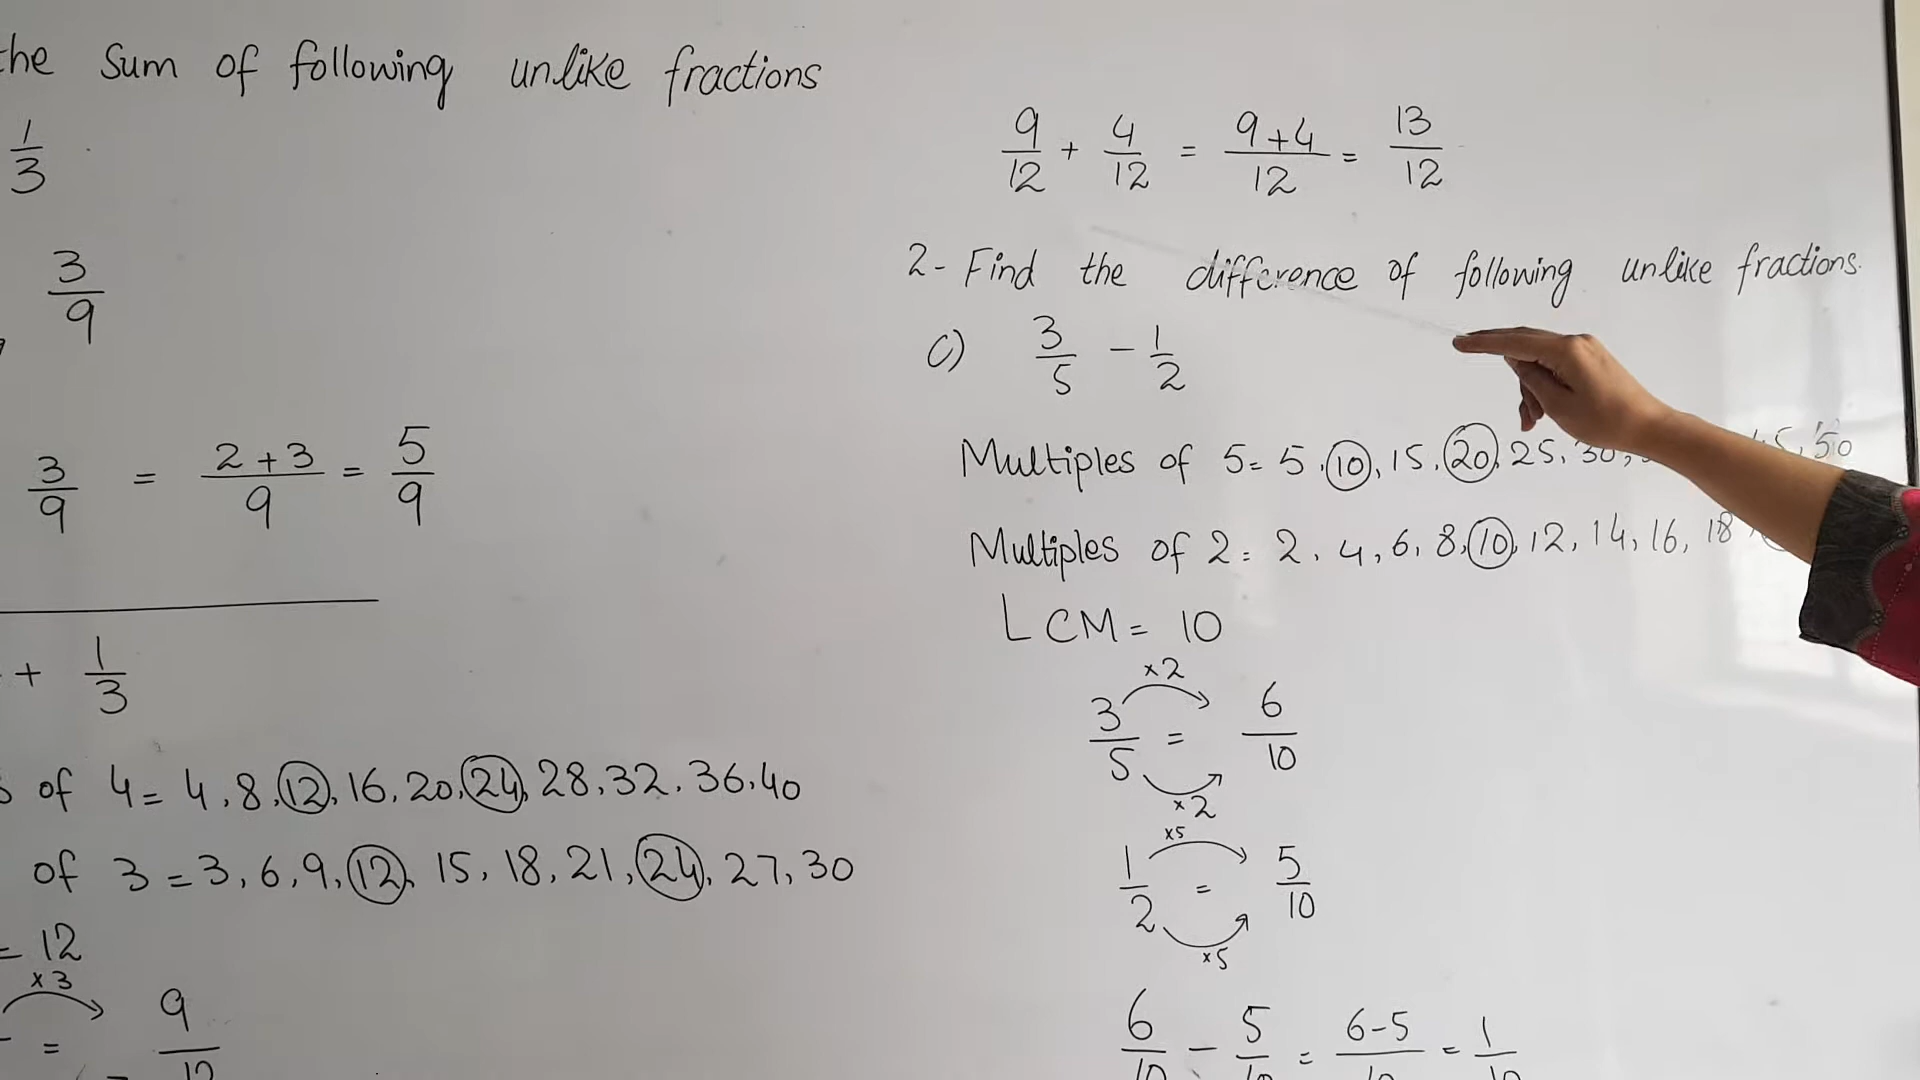 the Sum of following unlike fractions
1/3
3/9
3/9 = 2+3/9 = 5/9
+ 1/3
of 4= 4, 8, 12, 16, 20, 24, 28, 32, 36, 40
of 3 = 3, 6, 9, 12, 15, 18, 21, 24, 27, 30
= 12
×3
= 9/12
9/12 + 4/12 = 9+4/12 = 13/12
2- Find the difference of following unlike fractions.
c) 3/5 - 1/2
Multiples of 5= 5, 10, 15, 20, 25, 30, 45, 50
Multiples of 2= 2, 4, 6, 8, 10, 12, 14, 16, 18
LCM= 10
×2
3/5 = 6/10
×2
×5
1/2 = 5/10
×5
6/10 - 5/10 = 6-5/10 = 1/10